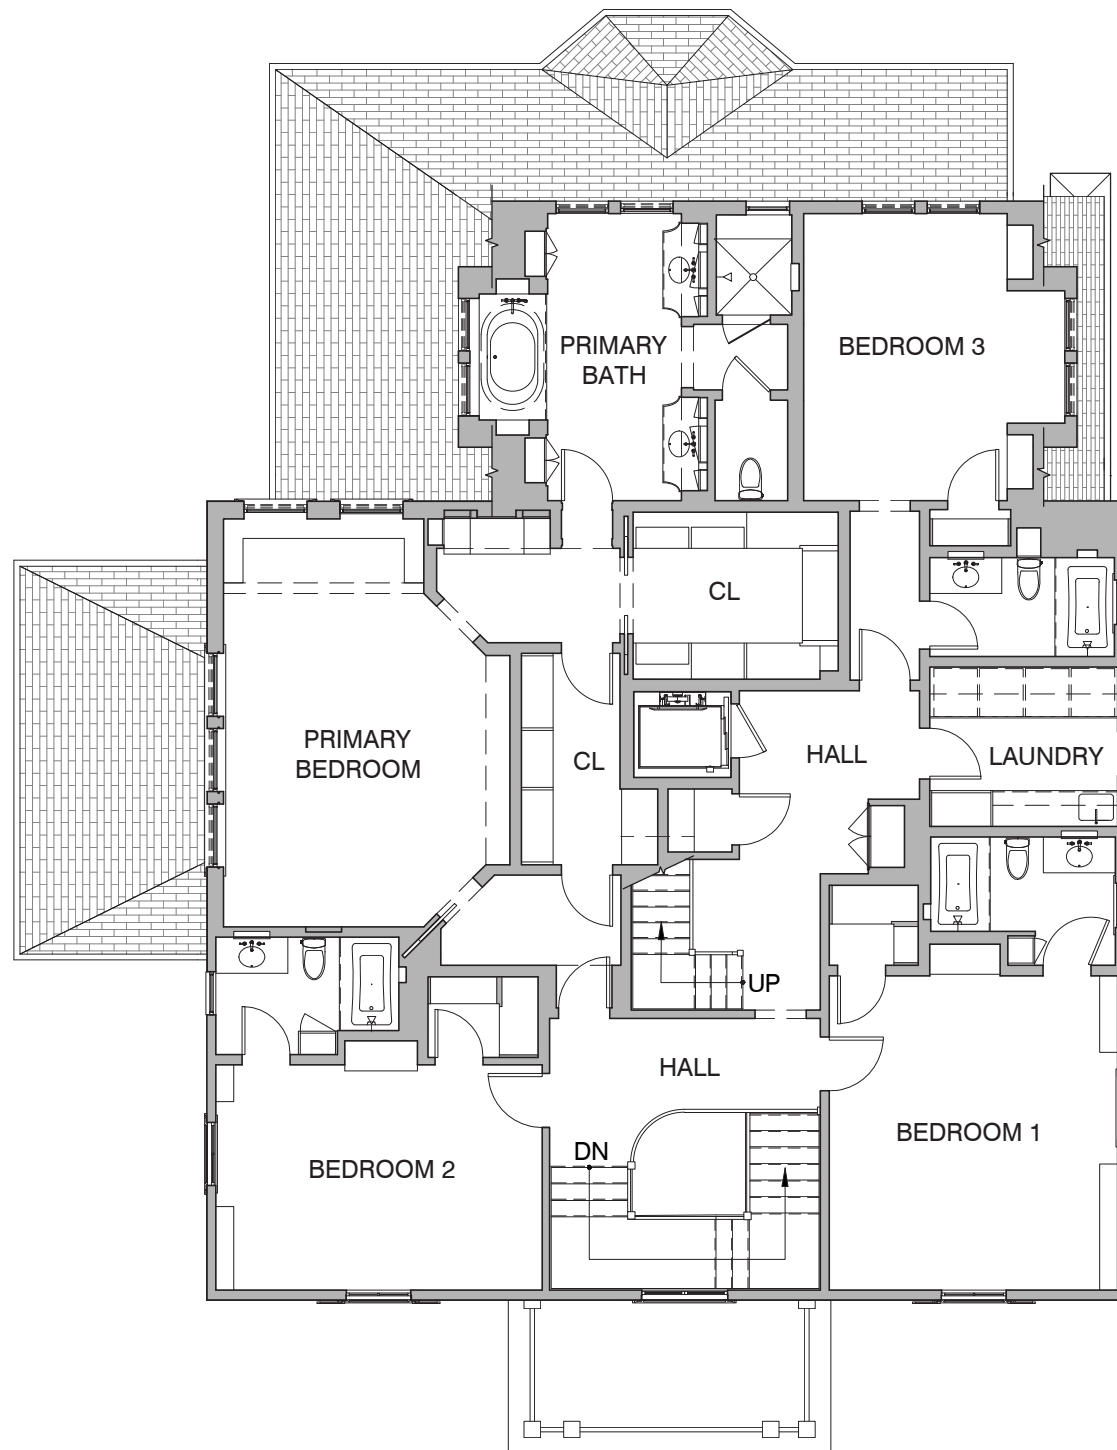 PRIMARY
BATH
BEDROOM 3
CL
PRIMARY
BEDROOM
CL
HALL
LAUNDRY
UP
HALL
BEDROOM 1
DN
BEDROOM 2